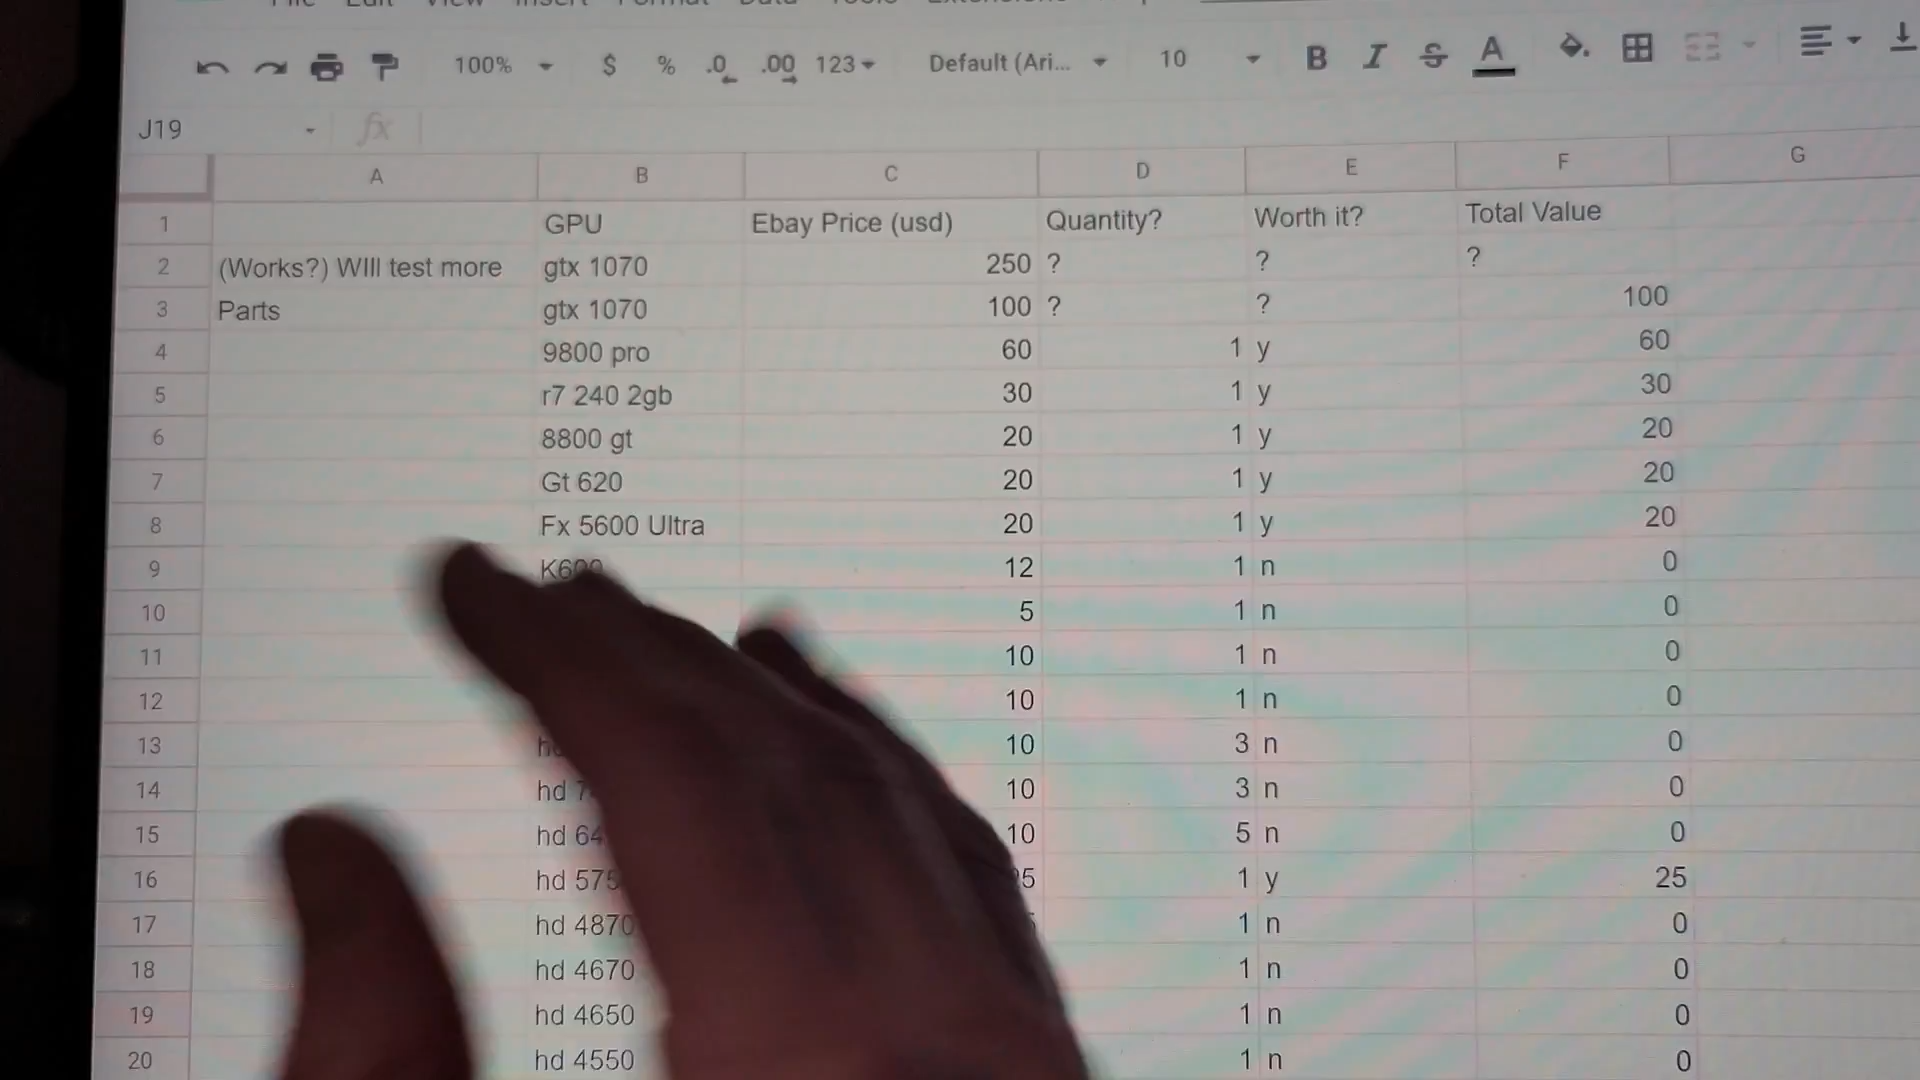 100% $ % .0 .00 123 Default (Ari... 10 B I S A
J19 fx
A B C D E F G
1 GPU Ebay Price (usd) Quantity? Worth it? Total Value
2 (Works?) WIll test more gtx 1070 250 ? ? ?
3 Parts gtx 1070 100 ? ? 100
4 9800 pro 60 1 y 60
5 r7 240 2gb 30 1 y 30
6 8800 gt 20 1 y 20
7 Gt 620 20 1 y 20
8 Fx 5600 Ultra 20 1 y 20
9 K600 12 1 n 0
10 5 1 n 0
11 10 1 n 0
12 10 1 n 0
13 10 3 n 0
14 hd 10 3 n 0
15 hd 10 5 n 0
16 hd 1 y 25
17 hd 4870 1 n 0
18 hd 4670 1 n 0
19 hd 4650 1 n 0
20 hd 4550 1 n 0